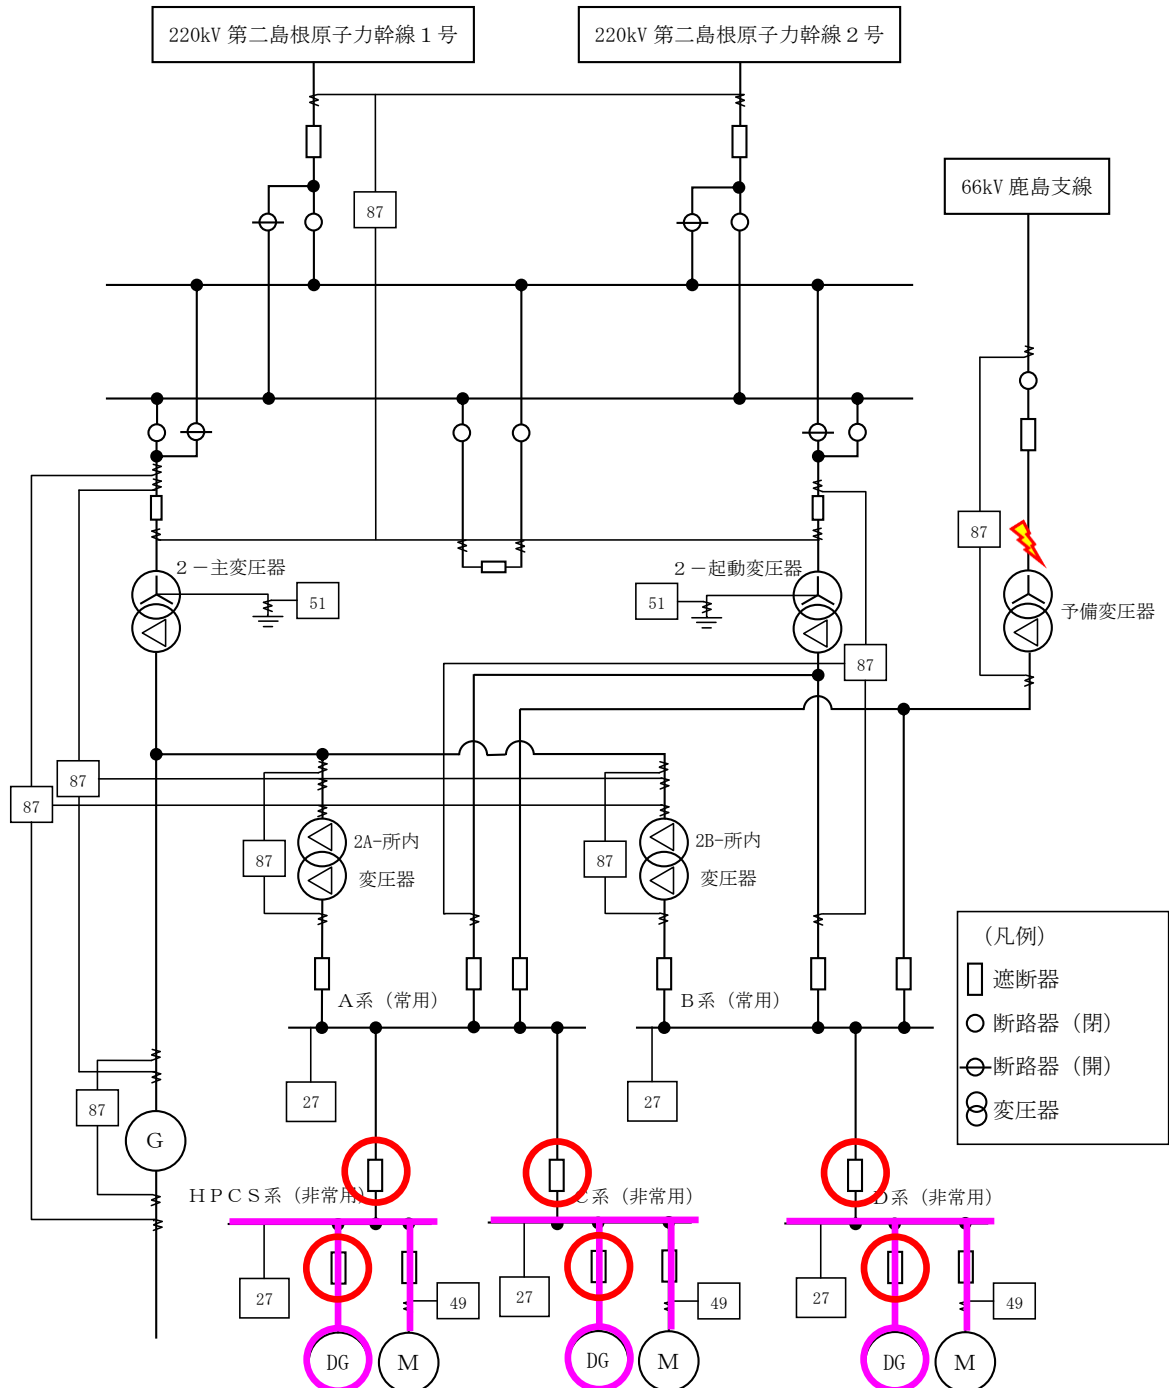 220kV 第二島根原子力幹線1号
220kV 第二島根原子力幹線2号
66kV 鹿島支線
87
87
2-主変圧器
2-起動変圧器
51
51
予備変圧器
87
87
87
2A-所内
変圧器
87
2B-所内
変圧器
87
A系(常用)
B系(常用)
(凡例)
遮断器
断路器(閉)
断路器(開)
変圧器
27
27
87
G
HPCS系(非常用)
C系(非常用)
D系(非常用)
27
49
27
49
27
49
DG
M
DG
M
DG
M